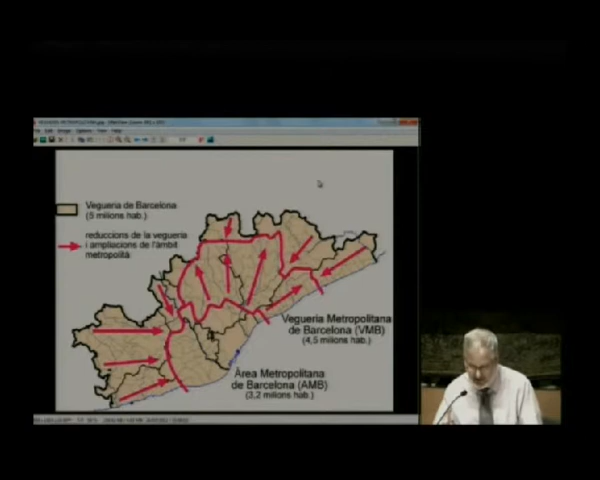 Vegueria de Barcelona
(5 milions hab.)
reduccions de la vegueria
i ampliacions de l'àmbit
metropolità
Vegueria Metropolitana
de Barcelona (VMB)
(4,5 milions hab.)
Àrea Metropolitana
de Barcelona (AMB)
(3,2 milions hab.)